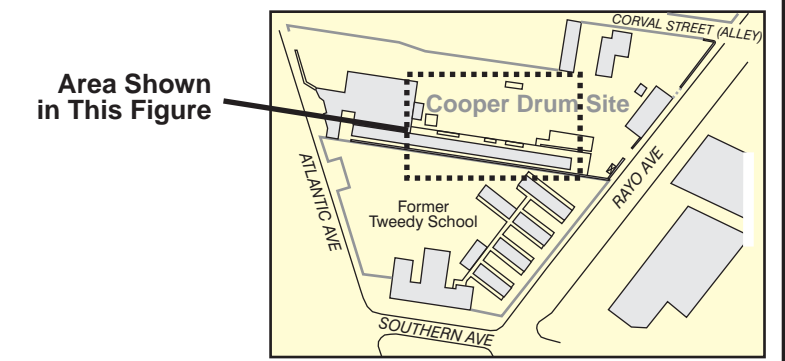 CORVAL STREET (ALLEY)
Area Shown
in This Figure
Cooper Drum Site
ATLANTIC AVE
RAYO AVE
Former
Tweedy School
SOUTHERN AVE